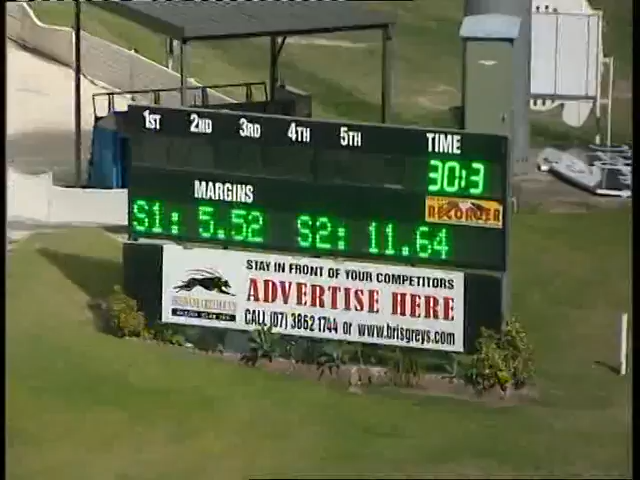 1ST 2ND 3RD 4TH 5TH TIME
30:3
MARGINS
RECORDER
S1: 5.52 S2: 11.64
STAY IN FRONT OF YOUR COMPETITORS
ADVERTISE HERE
CALL (07) 3862 1744 or www.brisgreys.com